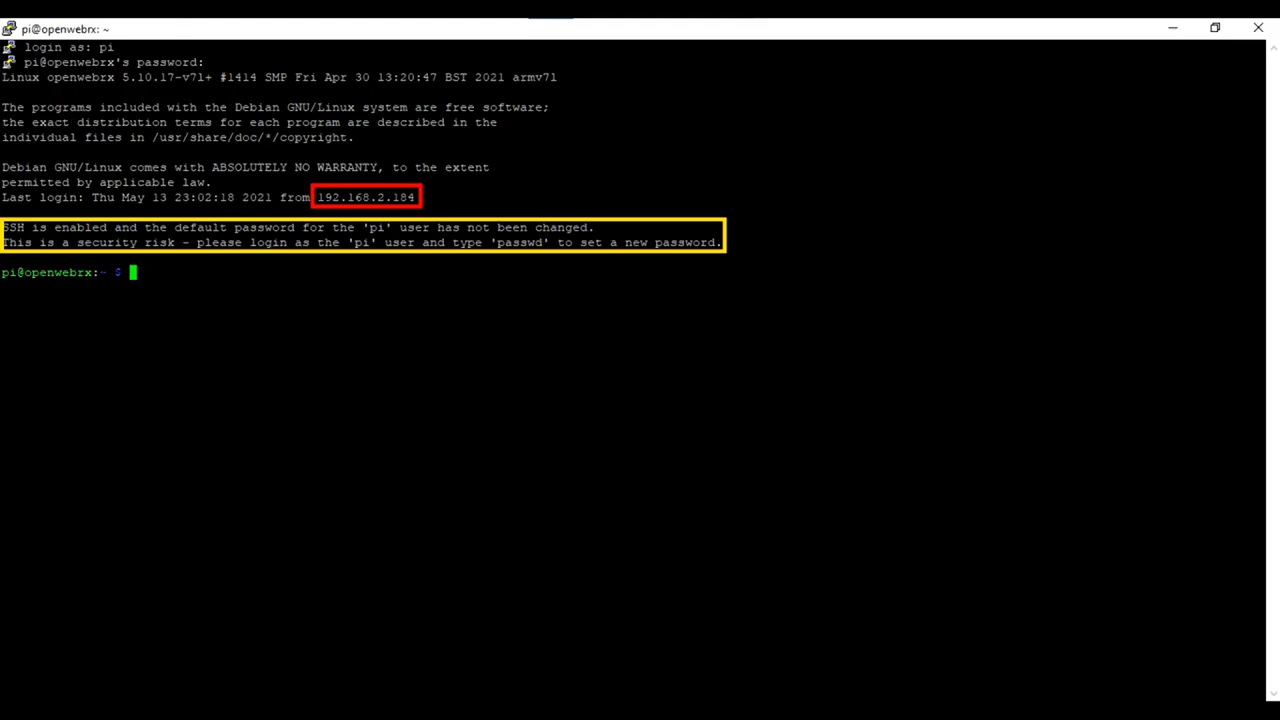 pi@openwebrx: ~
login as: pi
pi@openwebrx's password:
Linux openwebrx 5.10.17-v7l+ #1414 SMP Fri Apr 30 13:20:47 BST 2021 armv7l
The programs included with the Debian GNU/Linux system are free software;
the exact distribution terms for each program are described in the
individual files in /usr/share/doc/*/copyright.
Debian GNU/Linux comes with ABSOLUTELY NO WARRANTY, to the extent
permitted by applicable law.
Last login: Thu May 13 23:02:18 2021 from 192.168.2.184
SSH is enabled and the default password for the 'pi' user has not been changed.
This is a security risk - please login as the 'pi' user and type 'passwd' to set a new password.
pi@openwebrx:~ $